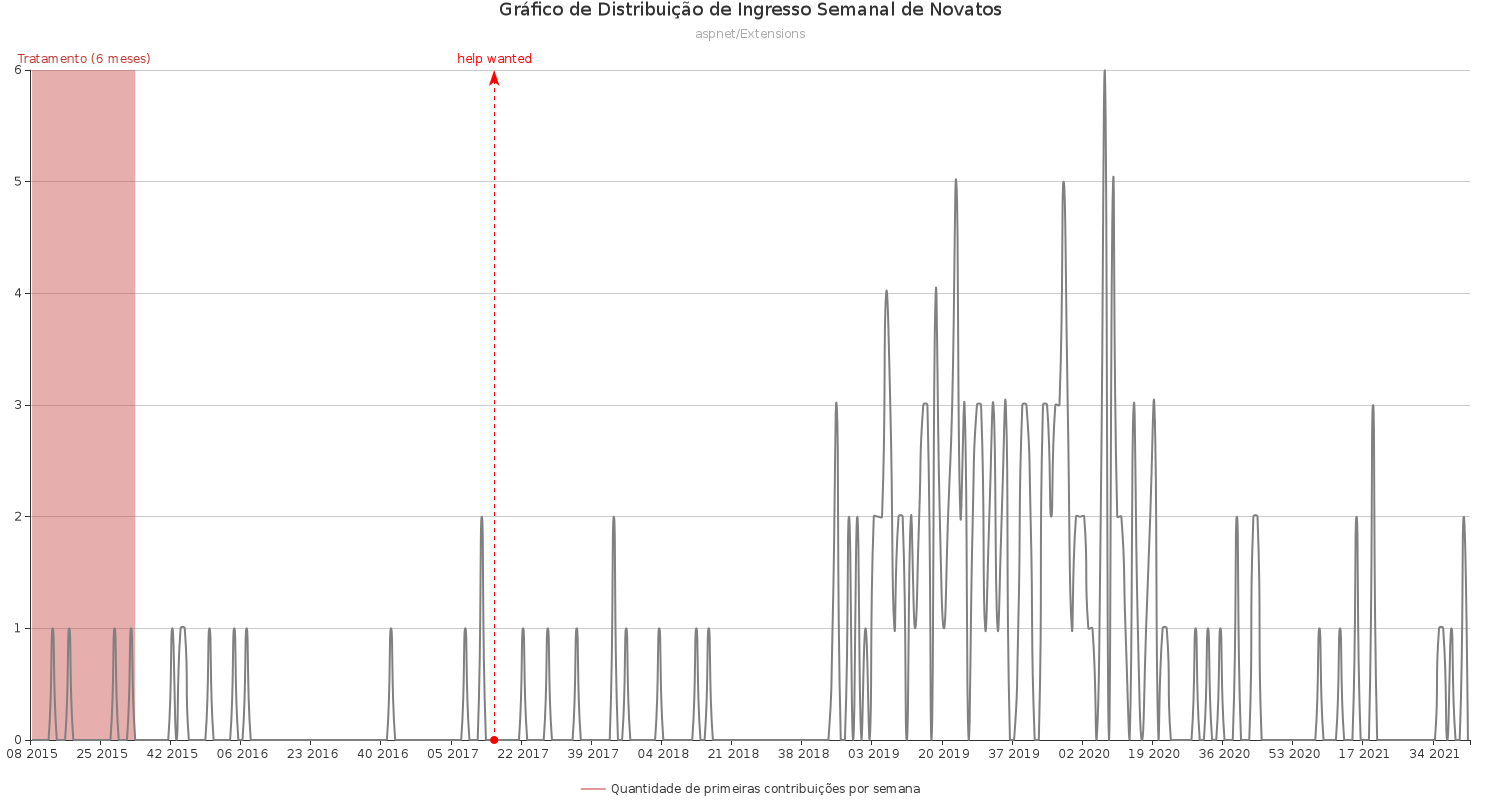 Gráfico de Distribuição de Ingresso Semanal de Novatos
aspnet/Extensions
Tratamento (6 meses)
help wanted
6
5
4
3
2
1
0
08 2015 25 2015 42 2015 06 2016 23 2016 40 2016 05 2017 22 2017 39 2017 04 2018 21 2018 38 2018 03 2019 20 2019 37 2019 02 2020 19 2020 36 2020 53 2020 17 2021 34 2021
Quantidade de primeiras contribuições por semana